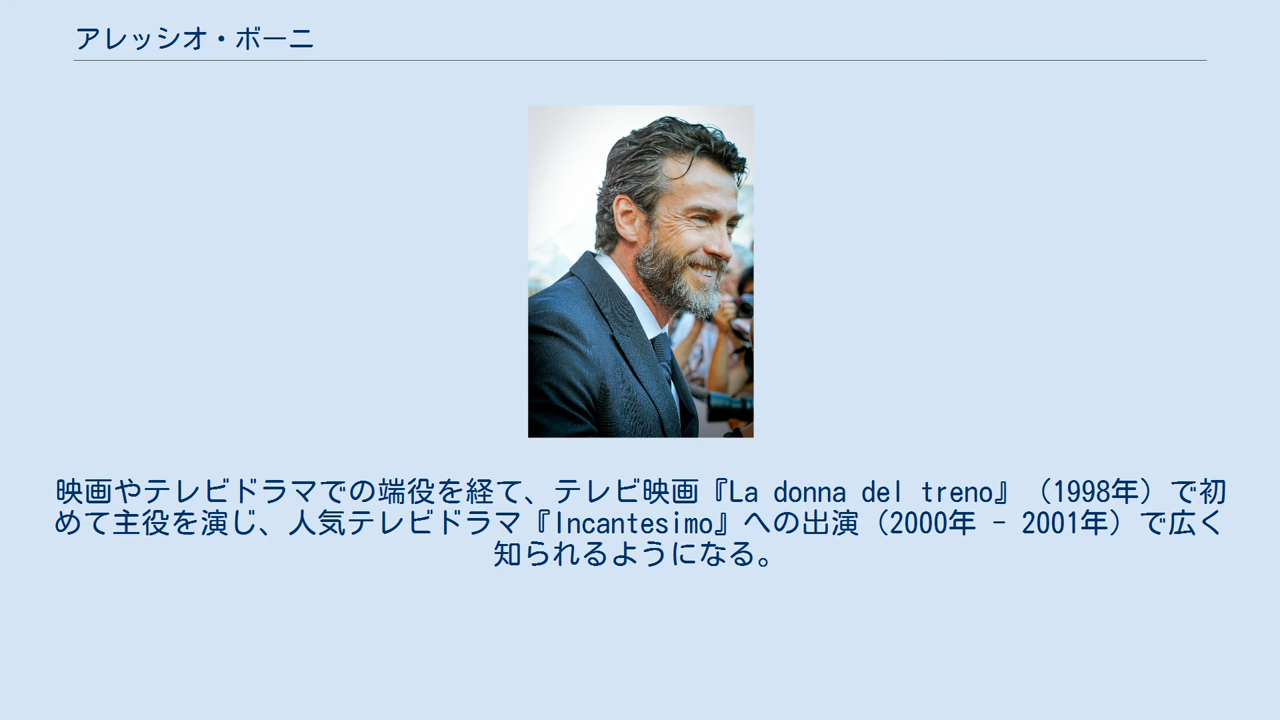 アレッシオ・ボーニ
映画やテレビドラマでの端役を経て、テレビ映画『La donna del treno』（1998年）で初
めて主役を演じ、人気テレビドラマ『Incantesimo』への出演（2000年 - 2001年）で広く
知られるようになる。